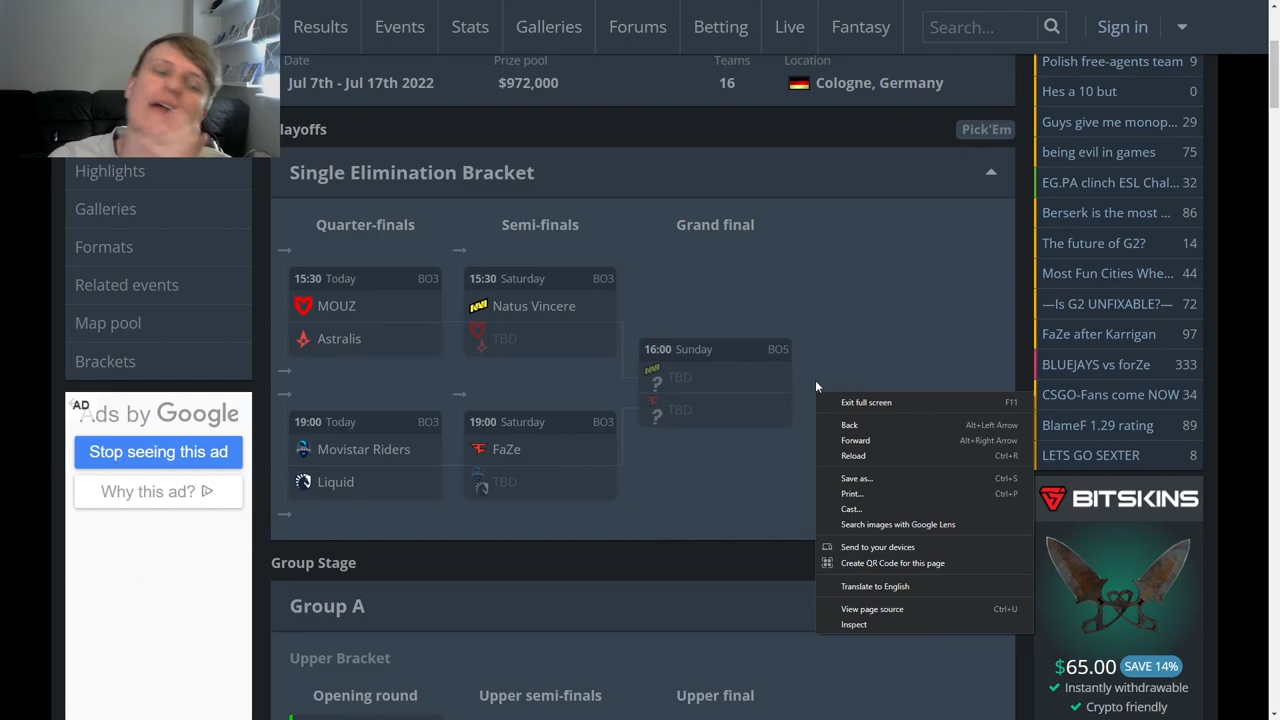 Results
Events
Stats
Galleries
Forums
Betting
Live
Fantasy
Search...
Sign in
Date
Prize pool
Teams
Location
Jul 7th - Jul 17th 2022
$972,000
16
Cologne, Germany
layoffs
Pick'Em
Highlights
Galleries
Formats
Related events
Map pool
Brackets
AD
Ads by Google
Stop seeing this ad
Why this ad?
Single Elimination Bracket
Quarter-finals
Semi-finals
Grand final
15:30 Today BO3
MOUZ
Astralis
15:30 Saturday BO3
Natus Vincere
TBD
16:00 Sunday BO5
? TBD
? TBD
19:00 Today BO3
Movistar Riders
Liquid
19:00 Saturday BO3
FaZe
TBD
Group Stage
Group A
Upper Bracket
Opening round
Upper semi-finals
Upper final
Exit full screen F11
Back Alt+Left Arrow
Forward Alt+Right Arrow
Reload Ctrl+R
Save as... Ctrl+S
Print... Ctrl+P
Cast...
Search images with Google Lens
Send to your devices
Create QR Code for this page
Translate to English
View page source Ctrl+U
Inspect
Polish free-agents team 9
Hes a 10 but 0
Guys give me monop... 29
being evil in games 75
EG.PA clinch ESL Chal... 32
Berserk is the most ... 86
The future of G2? 14
Most Fun Cities Whe... 44
—Is G2 UNFIXABLE?— 72
FaZe after Karrigan 97
BLUEJAYS vs forZe 333
CSGO-Fans come NOW 34
BlameF 1.29 rating 89
LETS GO SEXTER 8
BITSKINS
$65.00 SAVE 14%
Instantly withdrawable
Crypto friendly